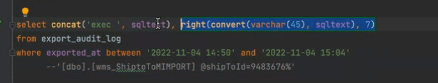 select concat('exec ', sqltext), right(convert(varchar(45), sqltext), 7)
from export_audit_log
where exported_at between '2022-11-04 14:50' and '2022-11-04 15:04'
--'[dbo].[wms_ShiptoToMIMPORT] @shipToId=9483676%'